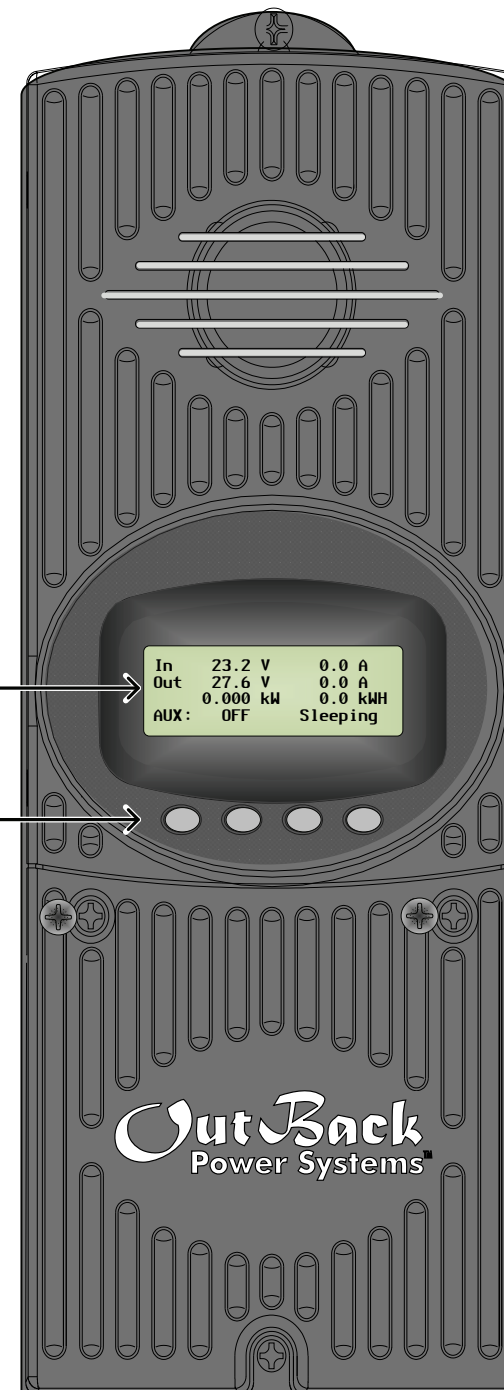 In 23.2 V 0.0 A
Out 27.6 V 0.0 A
0.000 kW 0.0 kWH
AUX: OFF Sleeping
OutBack
Power Systems™